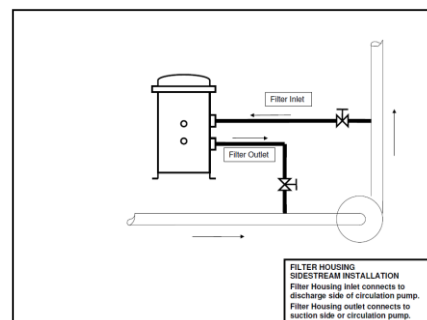 Filter Inlet
Filter Outlet
FILTER HOUSING
SIDESTREAM INSTALLATION
Filter Housing inlet connects to
discharge side of circulation pump.
Filter Housing outlet connects to
suction side or circulation pump.